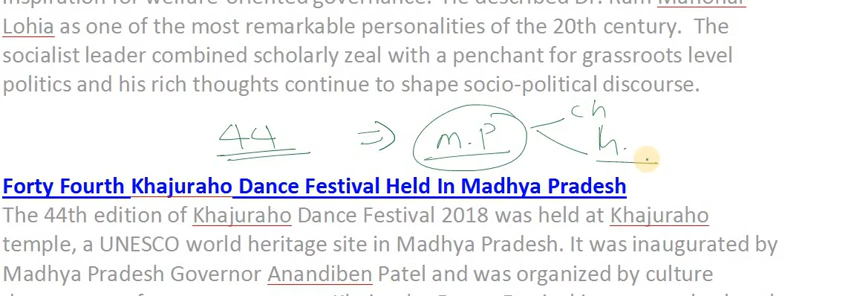 Lohia as one of the most remarkable personalities of the 20th century. The
socialist leader combined scholarly zeal with a penchant for grassroots level
politics and his rich thoughts continue to shape socio-political discourse.
44 ⇒ m.p < ch
h.
Forty Fourth Khajuraho Dance Festival Held In Madhya Pradesh
The 44th edition of Khajuraho Dance Festival 2018 was held at Khajuraho
temple, a UNESCO world heritage site in Madhya Pradesh. It was inaugurated by
Madhya Pradesh Governor Anandiben Patel and was organized by culture